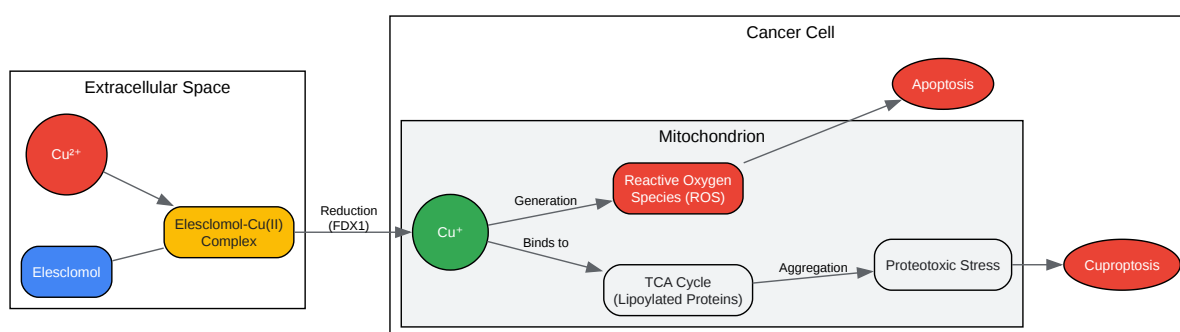 Cancer Cell
Extracellular Space
Apoptosis
Mitochondrion
Cu²⁺
Reactive Oxygen
Species (ROS)
Generation
Reduction
(FDX1)
Elesclomol-Cu(II)
Complex
Cu⁺
Binds to
Elesclomol
TCA Cycle
(Lipoylated Proteins)
Aggregation
Proteotoxic Stress
Cuproptosis